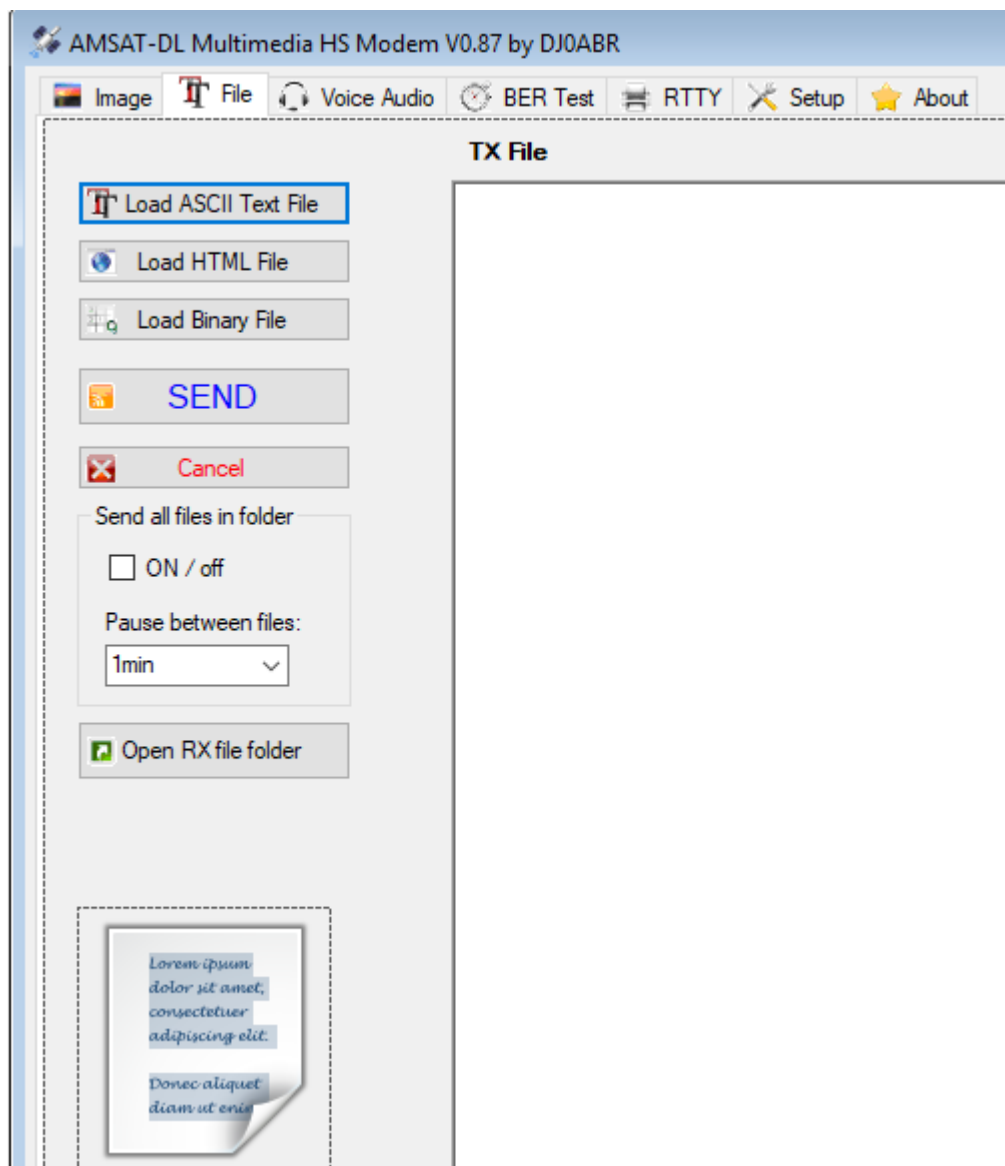 AMSAT-DL Multimedia HS Modem V0.87 by DJ0ABR
Image File Voice Audio BER Test RTTY Setup About
TX File
Load ASCII Text File
Load HTML File
Load Binary File
SEND
Cancel
Send all files in folder
ON / off
Pause between files:
1min
Open RX file folder
Lorem ipsum
dolor sit amet,
consectetuer
adipiscing elit.
Donec aliquet
diam ut enim